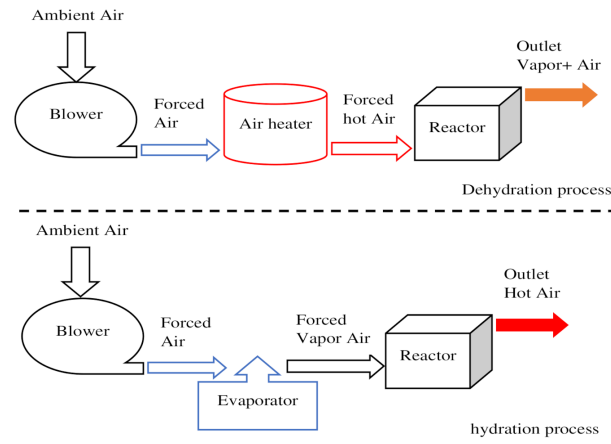 Ambient Air
Blower
Forced
Air
Air heater
Forced
hot Air
Reactor
Outlet
Vapor+ Air
Dehydration process
Ambient Air
Blower
Forced
Air
Evaporator
Forced
Vapor Air
Reactor
Outlet
Hot Air
hydration process